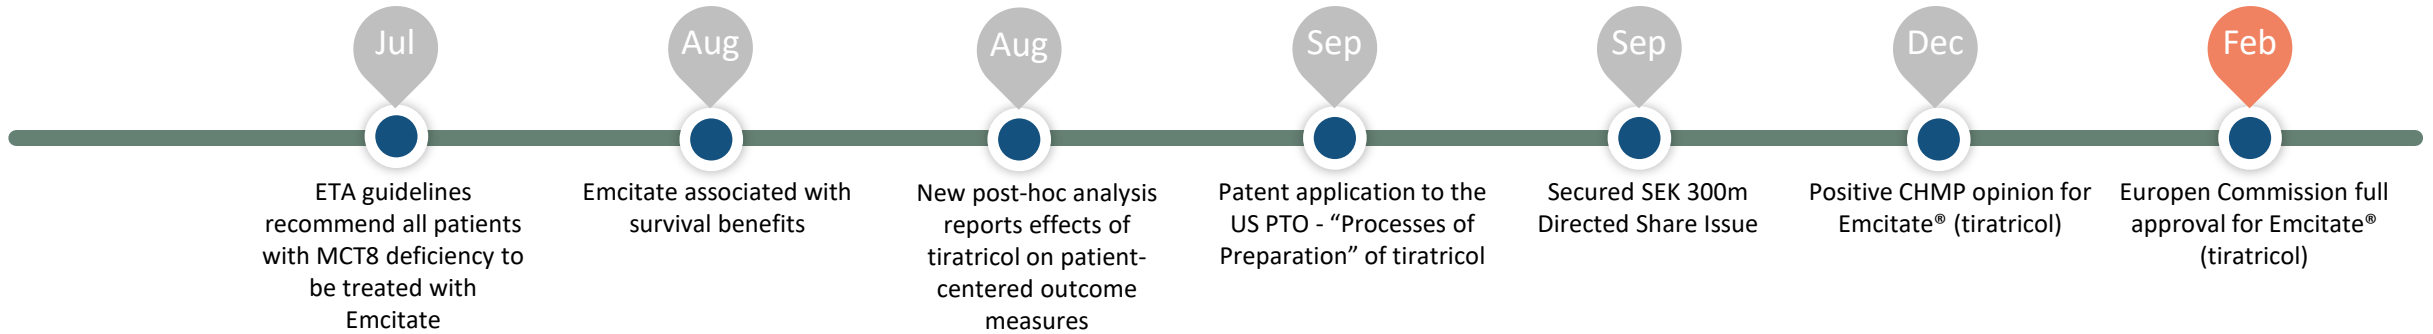 Jul
ETA guidelines
recommend all patients
with MCT8 deficiency to
be treated with
Emcitate
Aug
Emcitate associated with
survival benefits
Aug
New post-hoc analysis
reports effects of
tiratricol on patient-
centered outcome
measures
Sep
Patent application to the
US PTO - “Processes of
Preparation” of tiratricol
Sep
Secured SEK 300m
Directed Share Issue
Dec
Positive CHMP opinion for
Emcitate® (tiratricol)
Feb
Europen Commission full
approval for Emcitate®
(tiratricol)